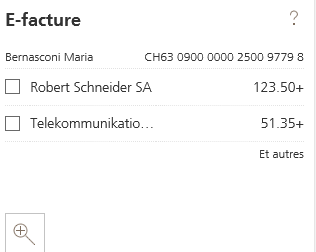 E-facture ?
Bernasconi Maria CH63 0900 0000 2500 9779 8
Robert Schneider SA 123.50+
Telekommunikatio... 51.35+
Et autres